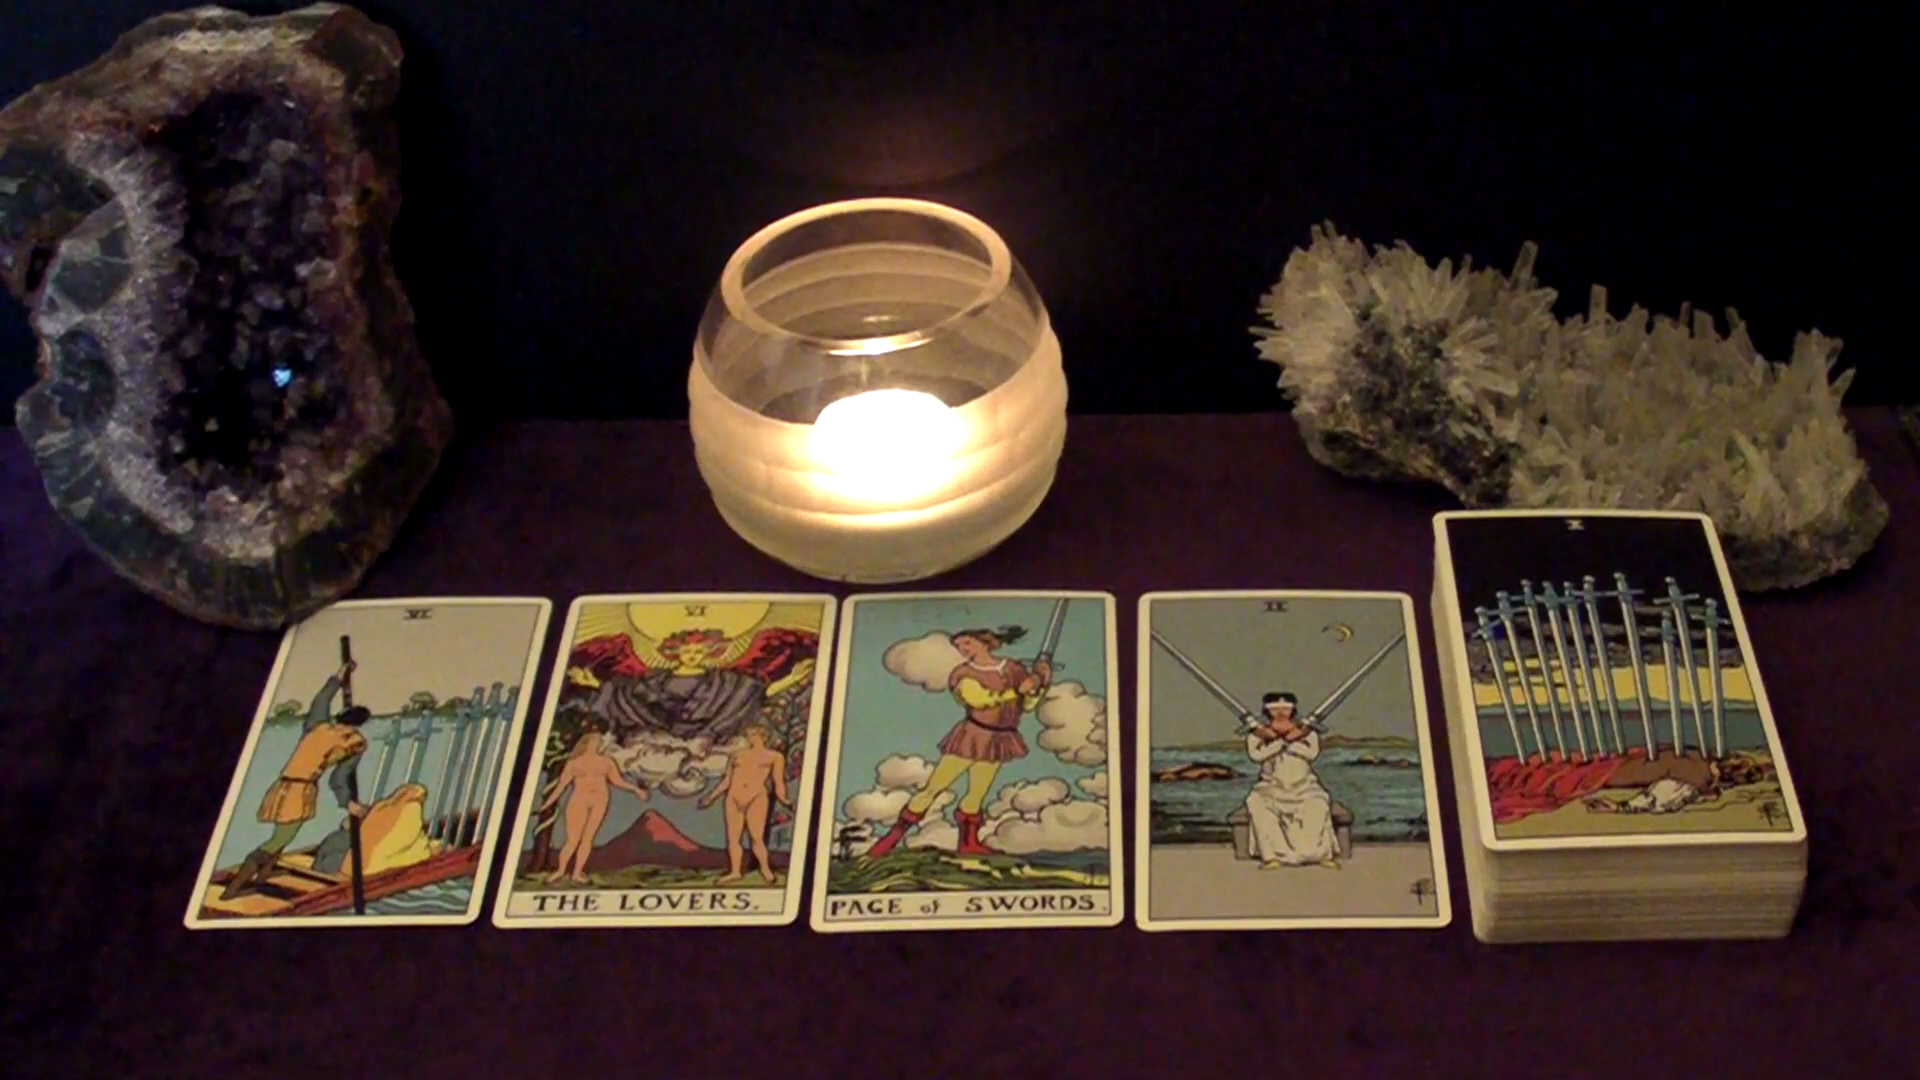 VI
VI
II
X
THE LOVERS.
PAGE of SWORDS.